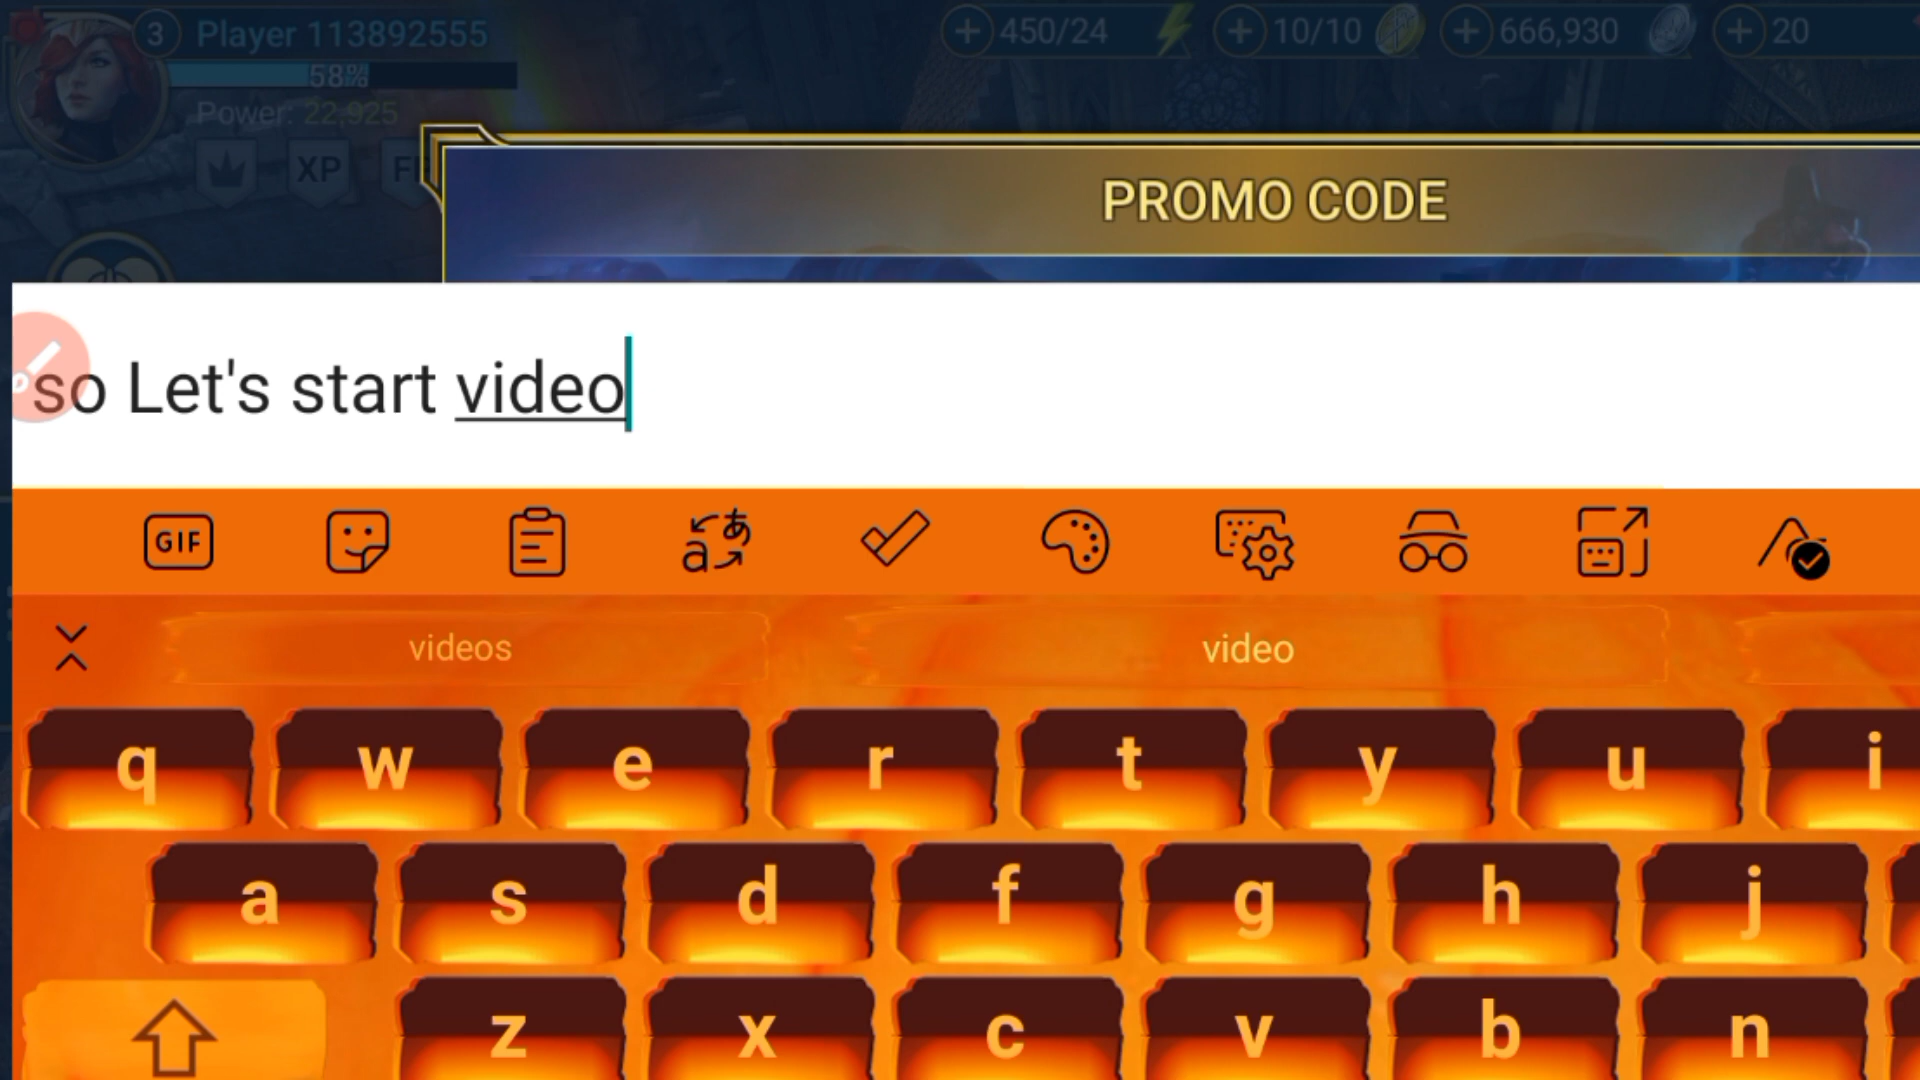 3 Player 113892555 450/24 10/10 666,930 20
58%
Power: 22,925
XP
PROMO CODE
so Let's start video
GIF
videos video
q w e r t y u i
a s d f g h j
z x c v b n